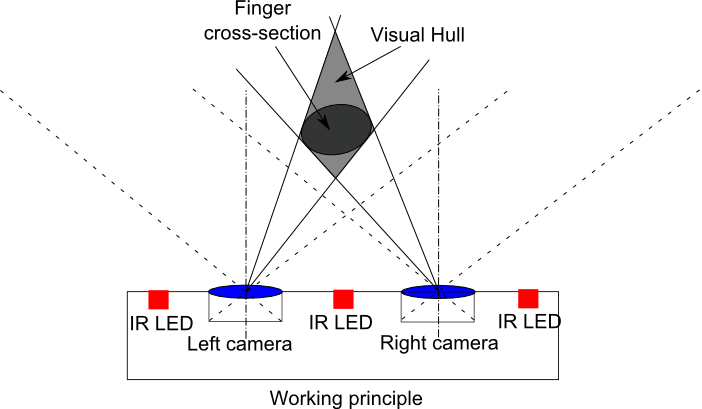 Finger
cross-section
Visual Hull
IR LED
IR LED
IR LED
Left camera
Right camera
Working principle